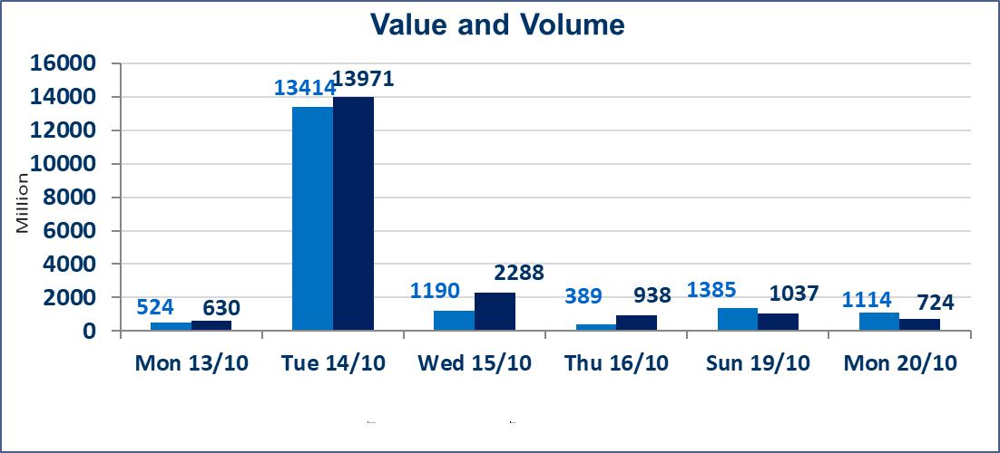 Value and Volume
Million
16000
14000
12000
10000
8000
6000
4000
2000
0
524
630
13414
13971
1190
2288
389
938
1385
1037
1114
724
Mon 13/10
Tue 14/10
Wed 15/10
Thu 16/10
Sun 19/10
Mon 20/10